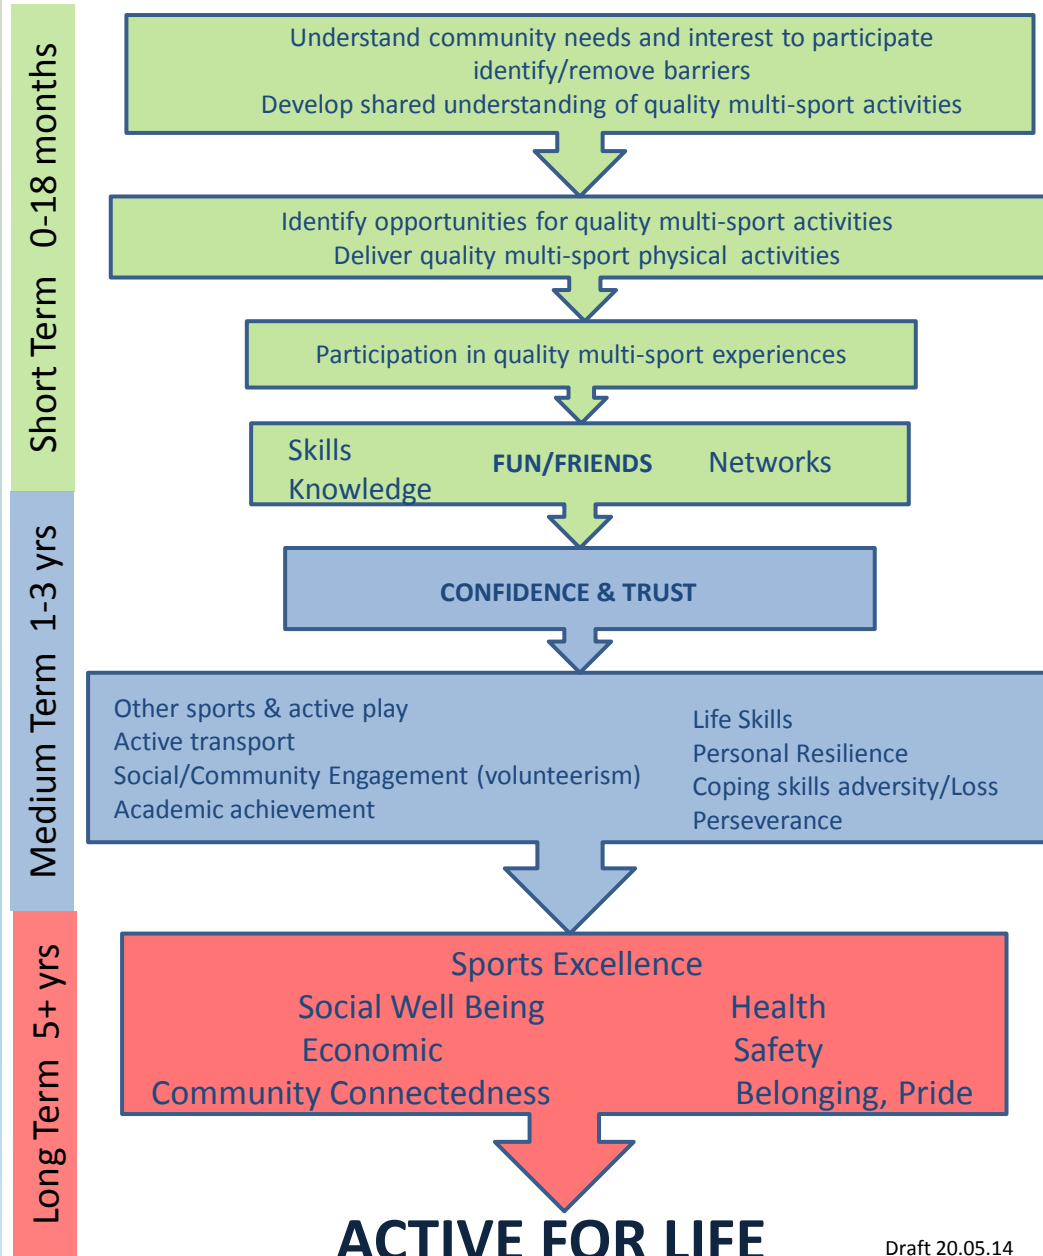 Short Term 0-18 months
Understand community needs and interest to participate
identify/remove barriers
Develop shared understanding of quality multi-sport activities
Identify opportunities for quality multi-sport activities
Deliver quality multi-sport physical activities
Participation in quality multi-sport experiences
Skills
Knowledge
FUN/FRIENDS
Networks
Medium Term 1-3 yrs
CONFIDENCE & TRUST
Other sports & active play
Active transport
Social/Community Engagement (volunteerism)
Academic achievement
Life Skills
Personal Resilience
Coping skills adversity/Loss
Perseverance
Long Term 5+ yrs
Sports Excellence
Social Well Being
Health
Economic
Safety
Community Connectedness
Belonging, Pride
ACTIVE FOR LIFE
Draft 20.05.14